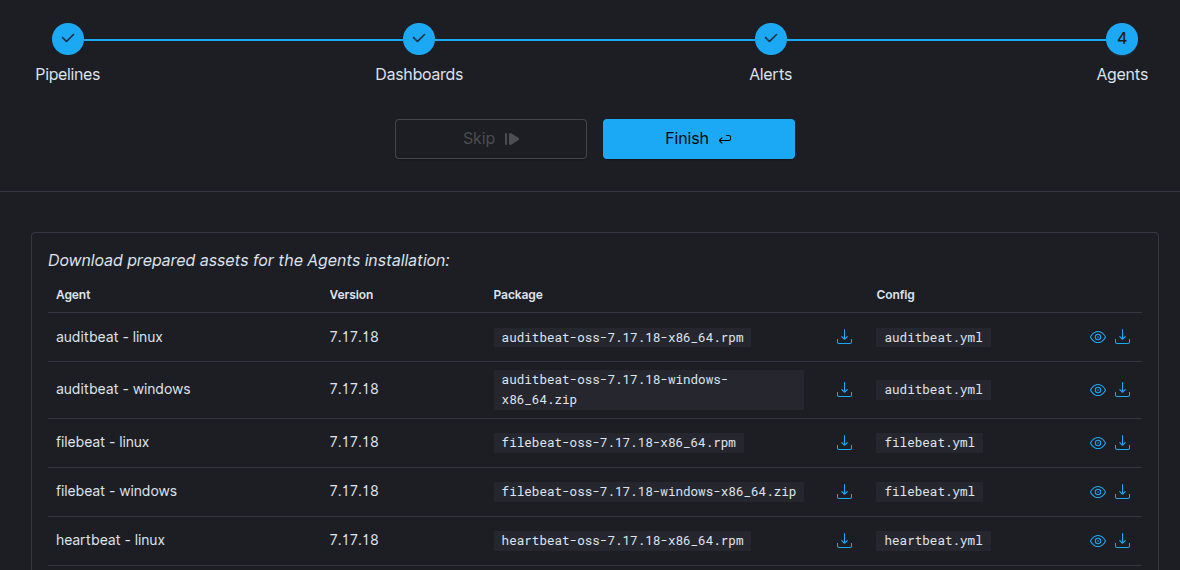 4
Pipelines Dashboards Alerts Agents
Skip Finish
Download prepared assets for the Agents installation:
Agent Version Package Config
auditbeat - linux 7.17.18 auditbeat-oss-7.17.18-x86_64.rpm auditbeat.yml
auditbeat - windows 7.17.18 auditbeat-oss-7.17.18-windows-
x86_64.zip auditbeat.yml
filebeat - linux 7.17.18 filebeat-oss-7.17.18-x86_64.rpm filebeat.yml
filebeat - windows 7.17.18 filebeat-oss-7.17.18-windows-x86_64.zip filebeat.yml
heartbeat - linux 7.17.18 heartbeat-oss-7.17.18-x86_64.rpm heartbeat.yml